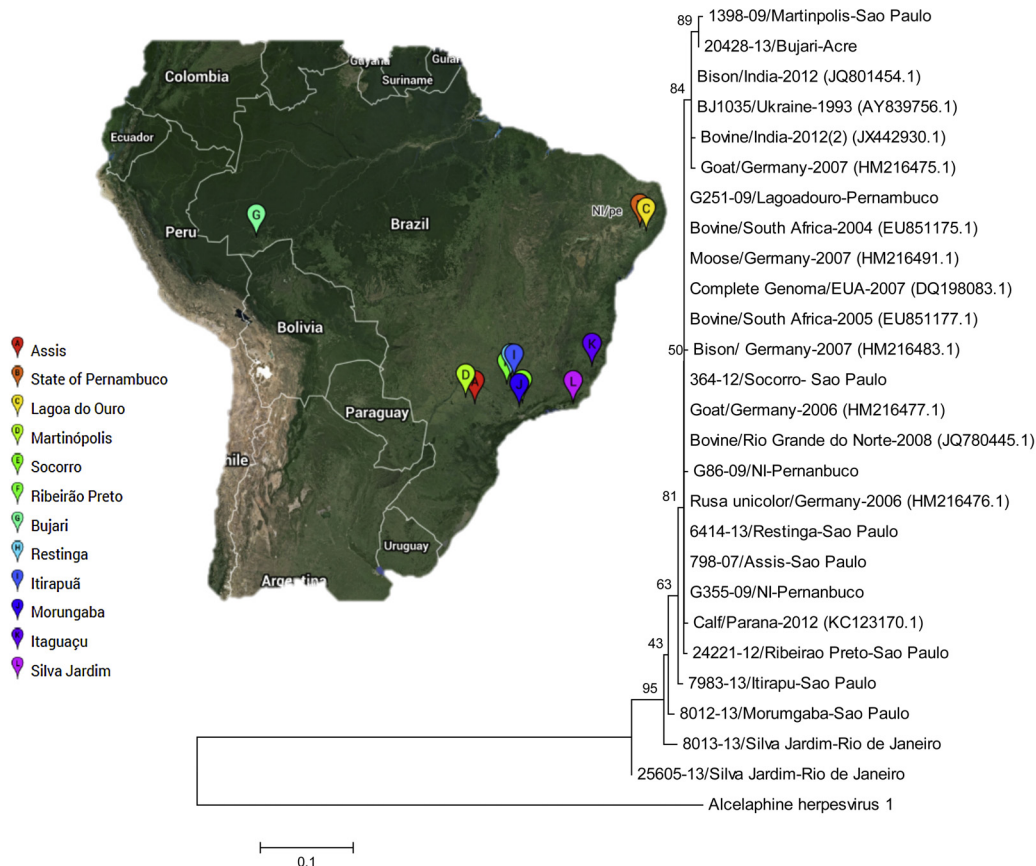 Colombia
Guyana
Suriname
Guiar
Ecuador
Peru
Brazil
NI/pe
Bolivia
Paraguay
hile
Uruguay
Argentina
G
C
K
I
D
A
J
L
A Assis
B State of Pernambuco
C Lagoa do Ouro
D Martinópolis
E Socorro
F Ribeirão Preto
G Bujari
H Restinga
I Itirapuã
J Morungaba
K Itaguaçu
L Silva Jardim
89
84
50
81
63
43
95
1398-09/Martinpolis-Sao Paulo
20428-13/Bujari-Acre
Bison/India-2012 (JQ801454.1)
BJ1035/Ukraine-1993 (AY839756.1)
Bovine/India-2012(2) (JX442930.1)
Goat/Germany-2007 (HM216475.1)
G251-09/Lagoadouro-Pernambuco
Bovine/South Africa-2004 (EU851175.1)
Moose/Germany-2007 (HM216491.1)
Complete Genoma/EUA-2007 (DQ198083.1)
Bovine/South Africa-2005 (EU851177.1)
Bison/ Germany-2007 (HM216483.1)
364-12/Socorro- Sao Paulo
Goat/Germany-2006 (HM216477.1)
Bovine/Rio Grande do Norte-2008 (JQ780445.1)
G86-09/NI-Pernanbuco
Rusa unicolor/Germany-2006 (HM216476.1)
6414-13/Restinga-Sao Paulo
798-07/Assis-Sao Paulo
G355-09/NI-Pernanbuco
Calf/Parana-2012 (KC123170.1)
24221-12/Ribeirao Preto-Sao Paulo
7983-13/Itirapu-Sao Paulo
8012-13/Morumgaba-Sao Paulo
8013-13/Silva Jardim-Rio de Janeiro
25605-13/Silva Jardim-Rio de Janeiro
Alcelaphine herpesvirus 1
0.1